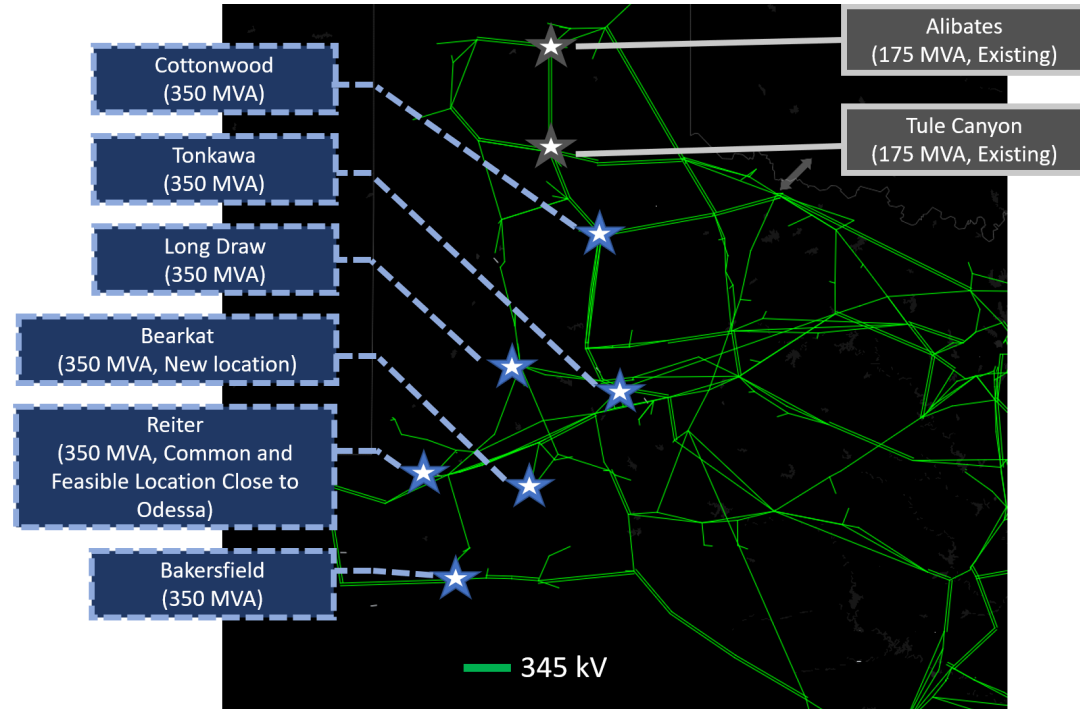 Cottonwood
(350 MVA)
Tonkawa
(350 MVA)
Long Draw
(350 MVA)
Bearkat
(350 MVA, New location)
Reiter
(350 MVA, Common and
Feasible Location Close to
Odessa)
Bakersfield
(350 MVA)
Alibates
(175 MVA, Existing)
Tule Canyon
(175 MVA, Existing)
345 kV